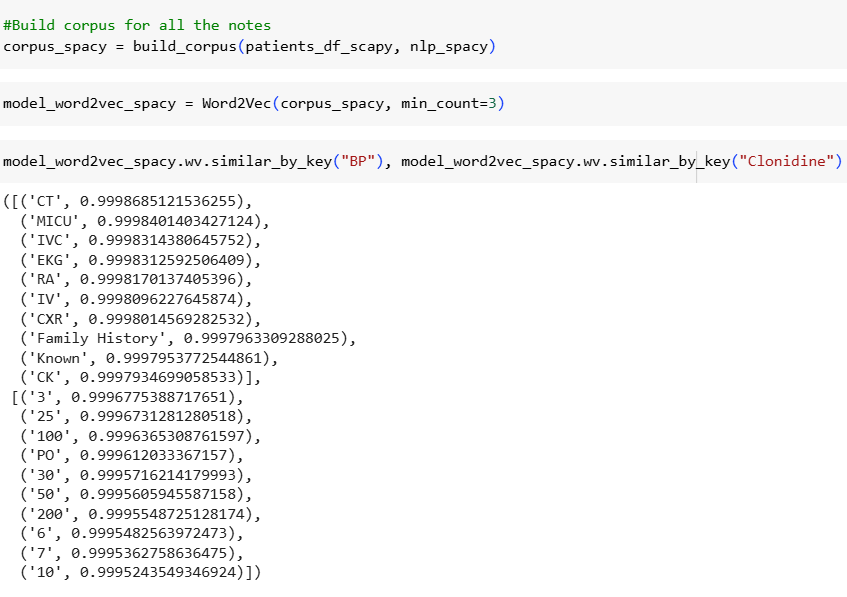 #Build corpus for all the notes
corpus_spacy = build_corpus(patients_df_scapy, nlp_spacy)
model_word2vec_spacy = Word2Vec(corpus_spacy, min_count=3)
model_word2vec_spacy.wv.similar_by_key("BP"), model_word2vec_spacy.wv.similar_by_key("Clonidine")
([('CT', 0.9998685121536255),
('MICU', 0.9998401403427124),
('IVC', 0.9998314380645752),
('EKG', 0.9998312592506409),
('RA', 0.9998170137405396),
('IV', 0.9998096227645874),
('CXR', 0.9998014569282532),
('Family History', 0.9997963309288025),
('Known', 0.9997953772544861),
('CK', 0.9997934699058533)],
[('3', 0.9996775388717651),
('25', 0.9996731281280518),
('100', 0.9996365308761597),
('PO', 0.999612033367157),
('30', 0.9995716214179993),
('50', 0.9995605945587158),
('200', 0.9995548725128174),
('6', 0.9995482563972473),
('7', 0.9995362758636475),
('10', 0.9995243549346924)])